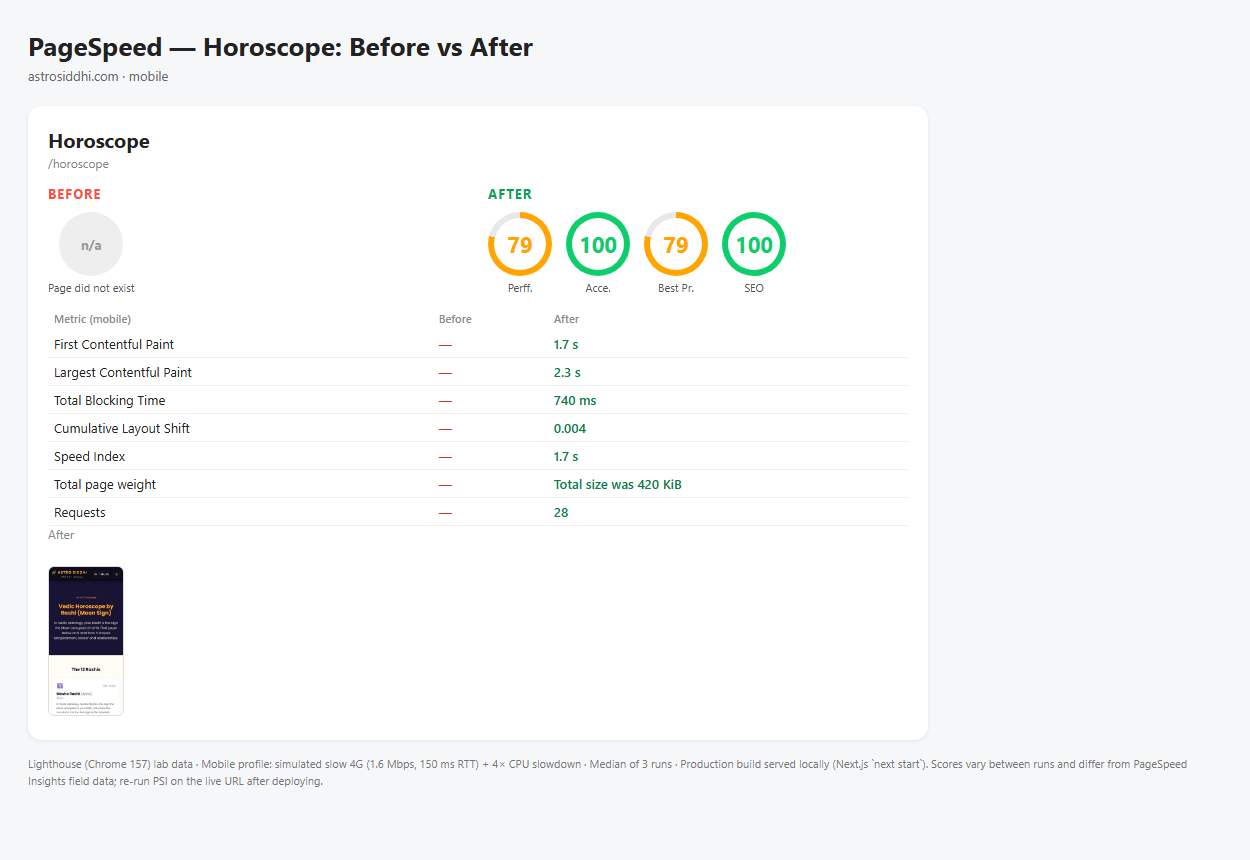 PageSpeed — Horoscope: Before vs After
astrosiddhi.com · mobile
Horoscope
/horoscope
BEFORE
n/a
Page did not exist
AFTER
79 100 79 100
Perff. Acce. Best Pr. SEO
Metric (mobile) Before After
First Contentful Paint — 1.7 s
Largest Contentful Paint — 2.3 s
Total Blocking Time — 740 ms
Cumulative Layout Shift — 0.004
Speed Index — 1.7 s
Total page weight — Total size was 420 KiB
Requests — 28
After
ASTRO SIDDHI
Vedic Horoscope by
Rashi (Moon Sign)
The 12 Rashis
Lighthouse (Chrome 157) lab data · Mobile profile: simulated slow 4G (1.6 Mbps, 150 ms RTT) + 4× CPU slowdown · Median of 3 runs · Production build served locally (Next.js `next start`). Scores vary between runs and differ from PageSpeed
Insights field data; re-run PSI on the live URL after deploying.